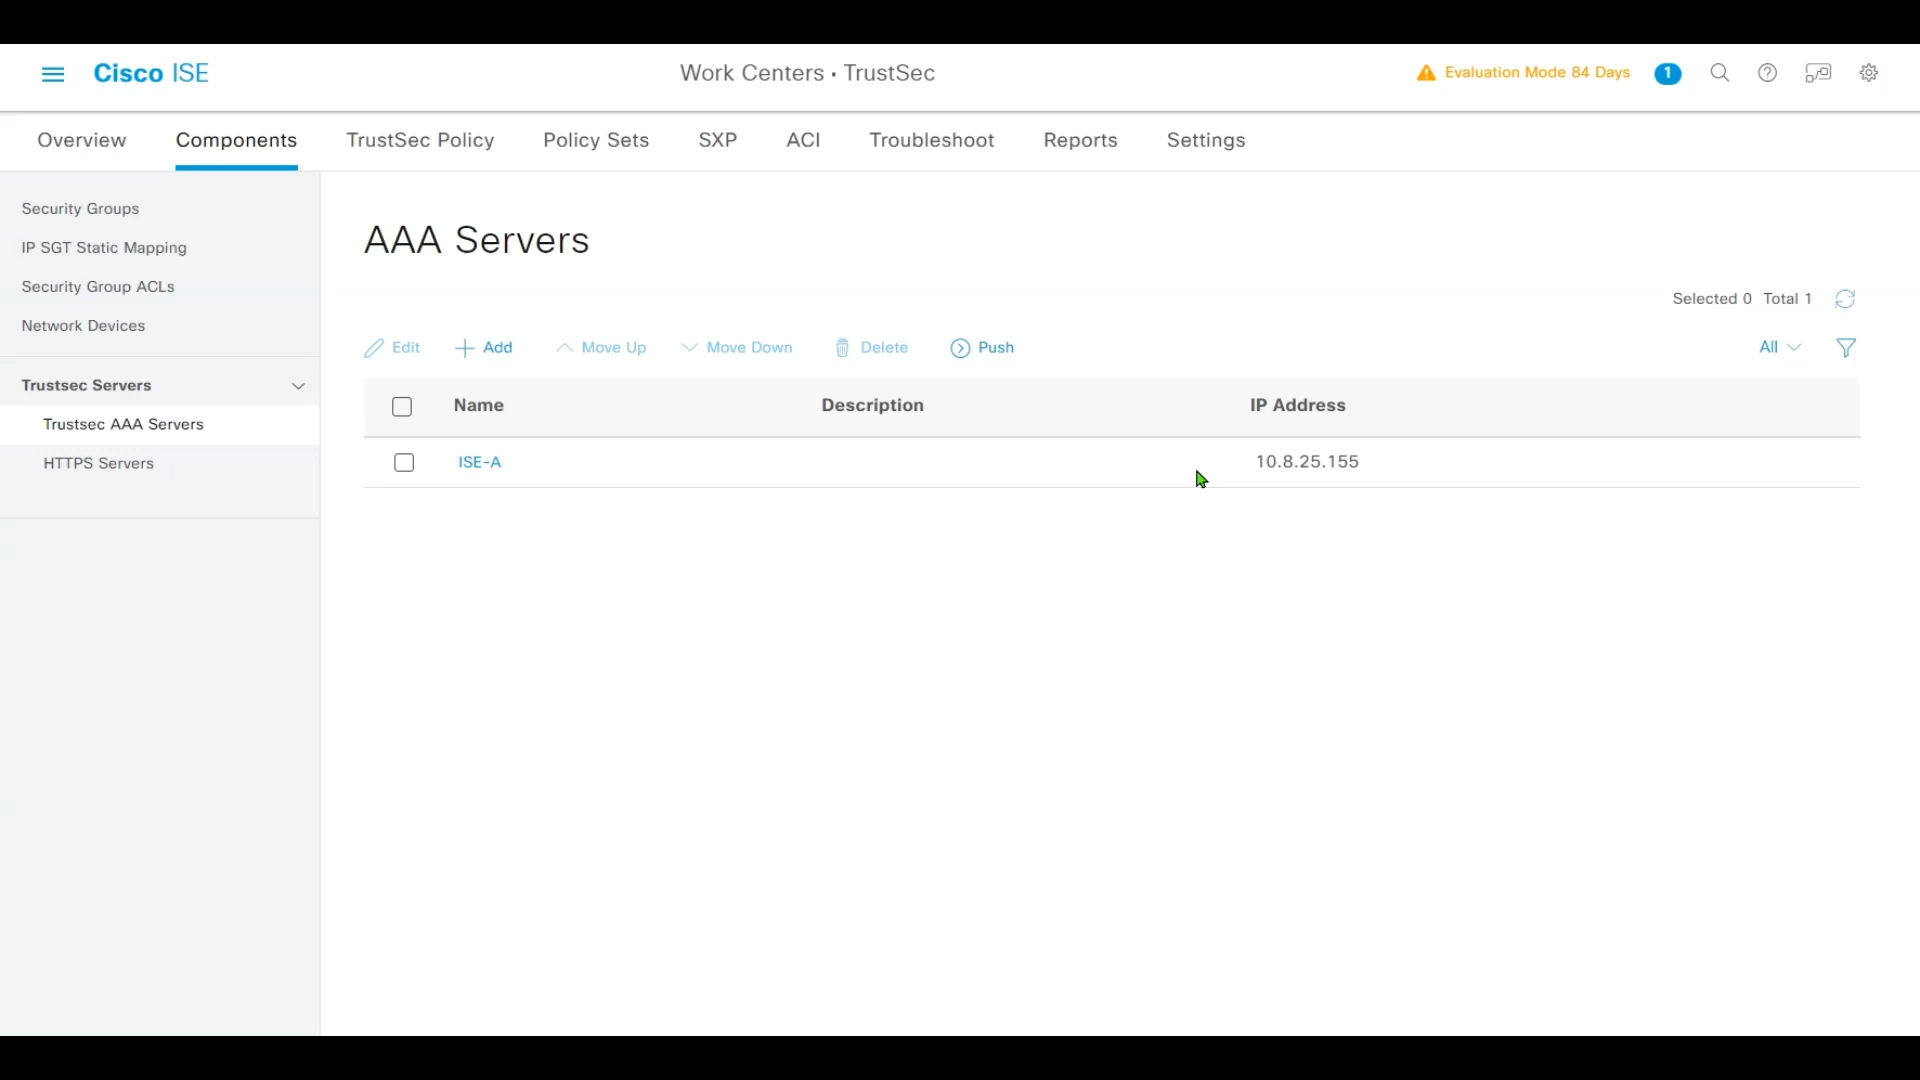 Cisco ISE
Work Centers · TrustSec
Evaluation Mode 84 Days
1
Overview
Components
TrustSec Policy
Policy Sets
SXP
ACI
Troubleshoot
Reports
Settings
Security Groups
IP SGT Static Mapping
Security Group ACLs
Network Devices
Trustsec Servers
Trustsec AAA Servers
HTTPS Servers
AAA Servers
Selected 0 Total 1
Edit
Add
Move Up
Move Down
Delete
Push
All
Name
Description
IP Address
ISE-A
10.8.25.155